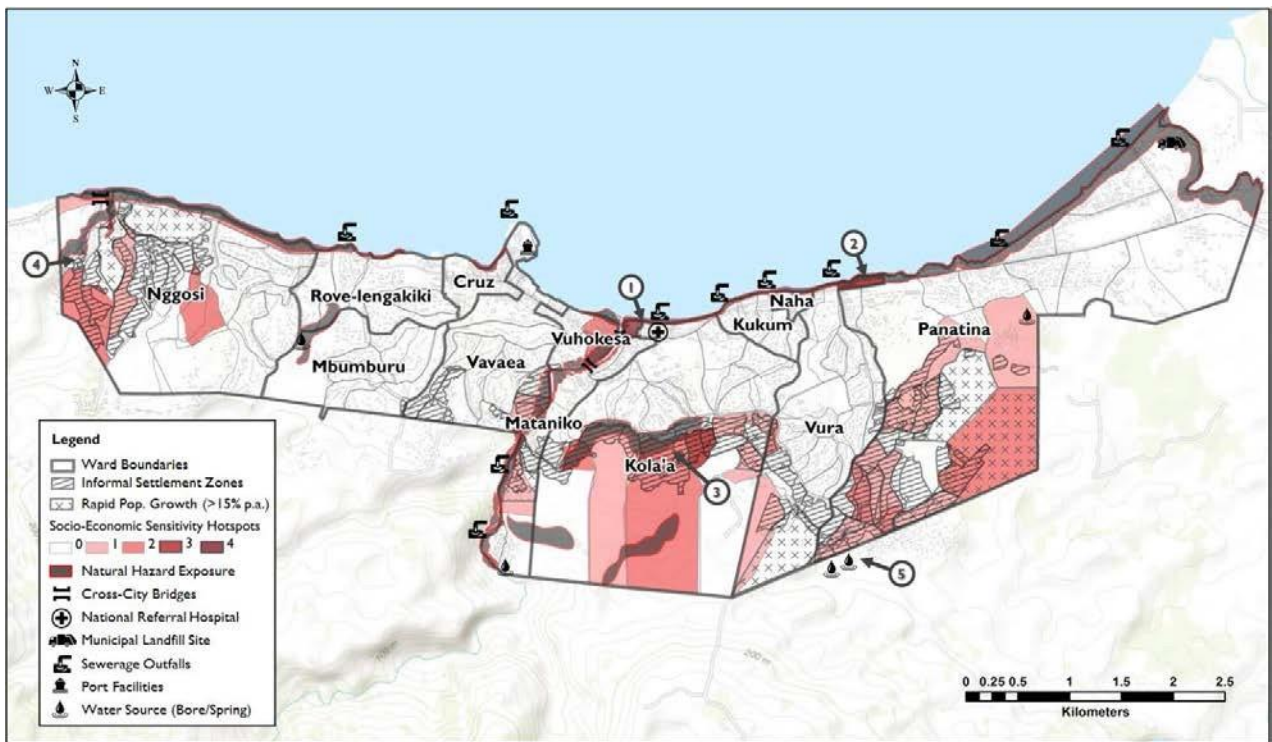 N
W E
S
4
Nggosi
Rove-lengakiki
Cruz
Mbumburu
Vavaea
Vuhokesa
1
Mataniko
Kola'a
3
Naha
Kukum
2
Vura
Panatina
5
100 m
200 m
Legend
Ward Boundaries
Informal Settlement Zones
Rapid Pop. Growth (>15% p.a.)
Socio-Economic Sensitivity Hotspots
0 1 2 3 4
Natural Hazard Exposure
Cross-City Bridges
National Referral Hospital
Municipal Landfill Site
Sewerage Outfalls
Port Facilities
Water Source (Bore/Spring)
0 0.25 0.5 1 1.5 2 2.5
Kilometers